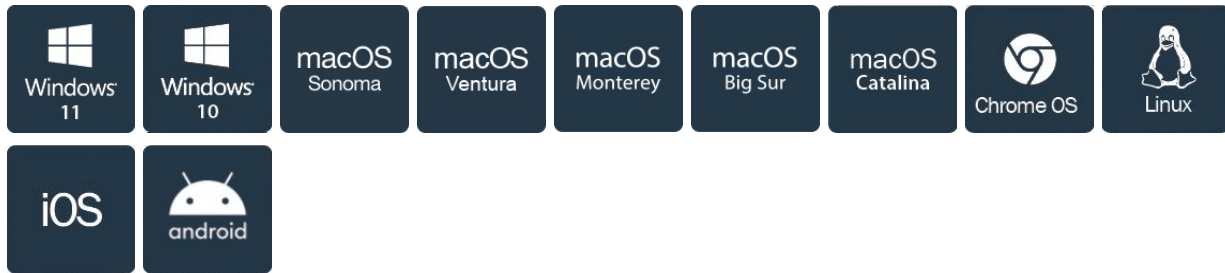 Windows
11
Windows
10
macOS
Sonoma
macOS
Ventura
macOS
Monterey
macOS
Big Sur
macOS
Catalina
Chrome OS
Linux
iOS
android